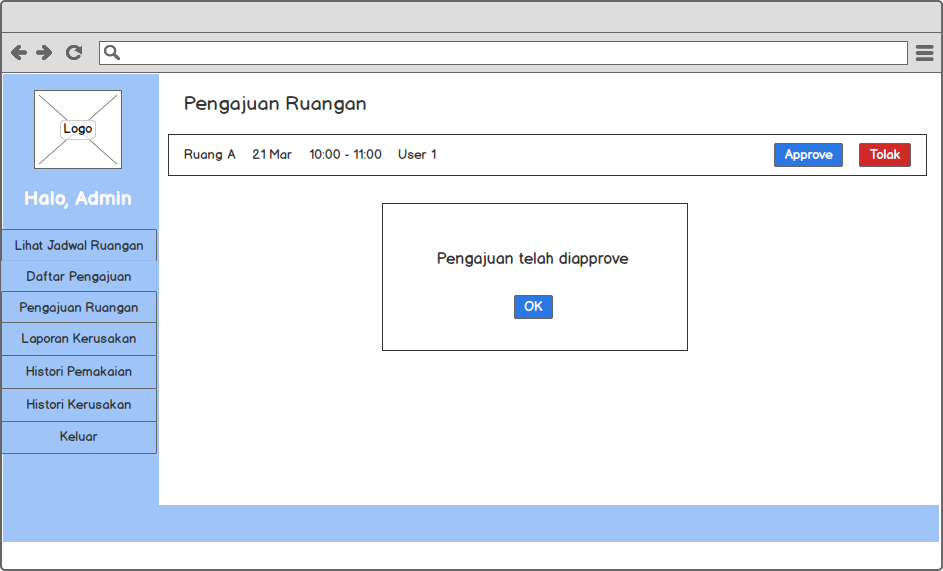 Logo
Halo, Admin
Lihat Jadwal Ruangan
Daftar Pengajuan
Pengajuan Ruangan
Laporan Kerusakan
Histori Pemakaian
Histori Kerusakan
Keluar
Pengajuan Ruangan
Ruang A 21 Mar 10:00 - 11:00 User 1 Approve Tolak
Pengajuan telah diapprove
OK